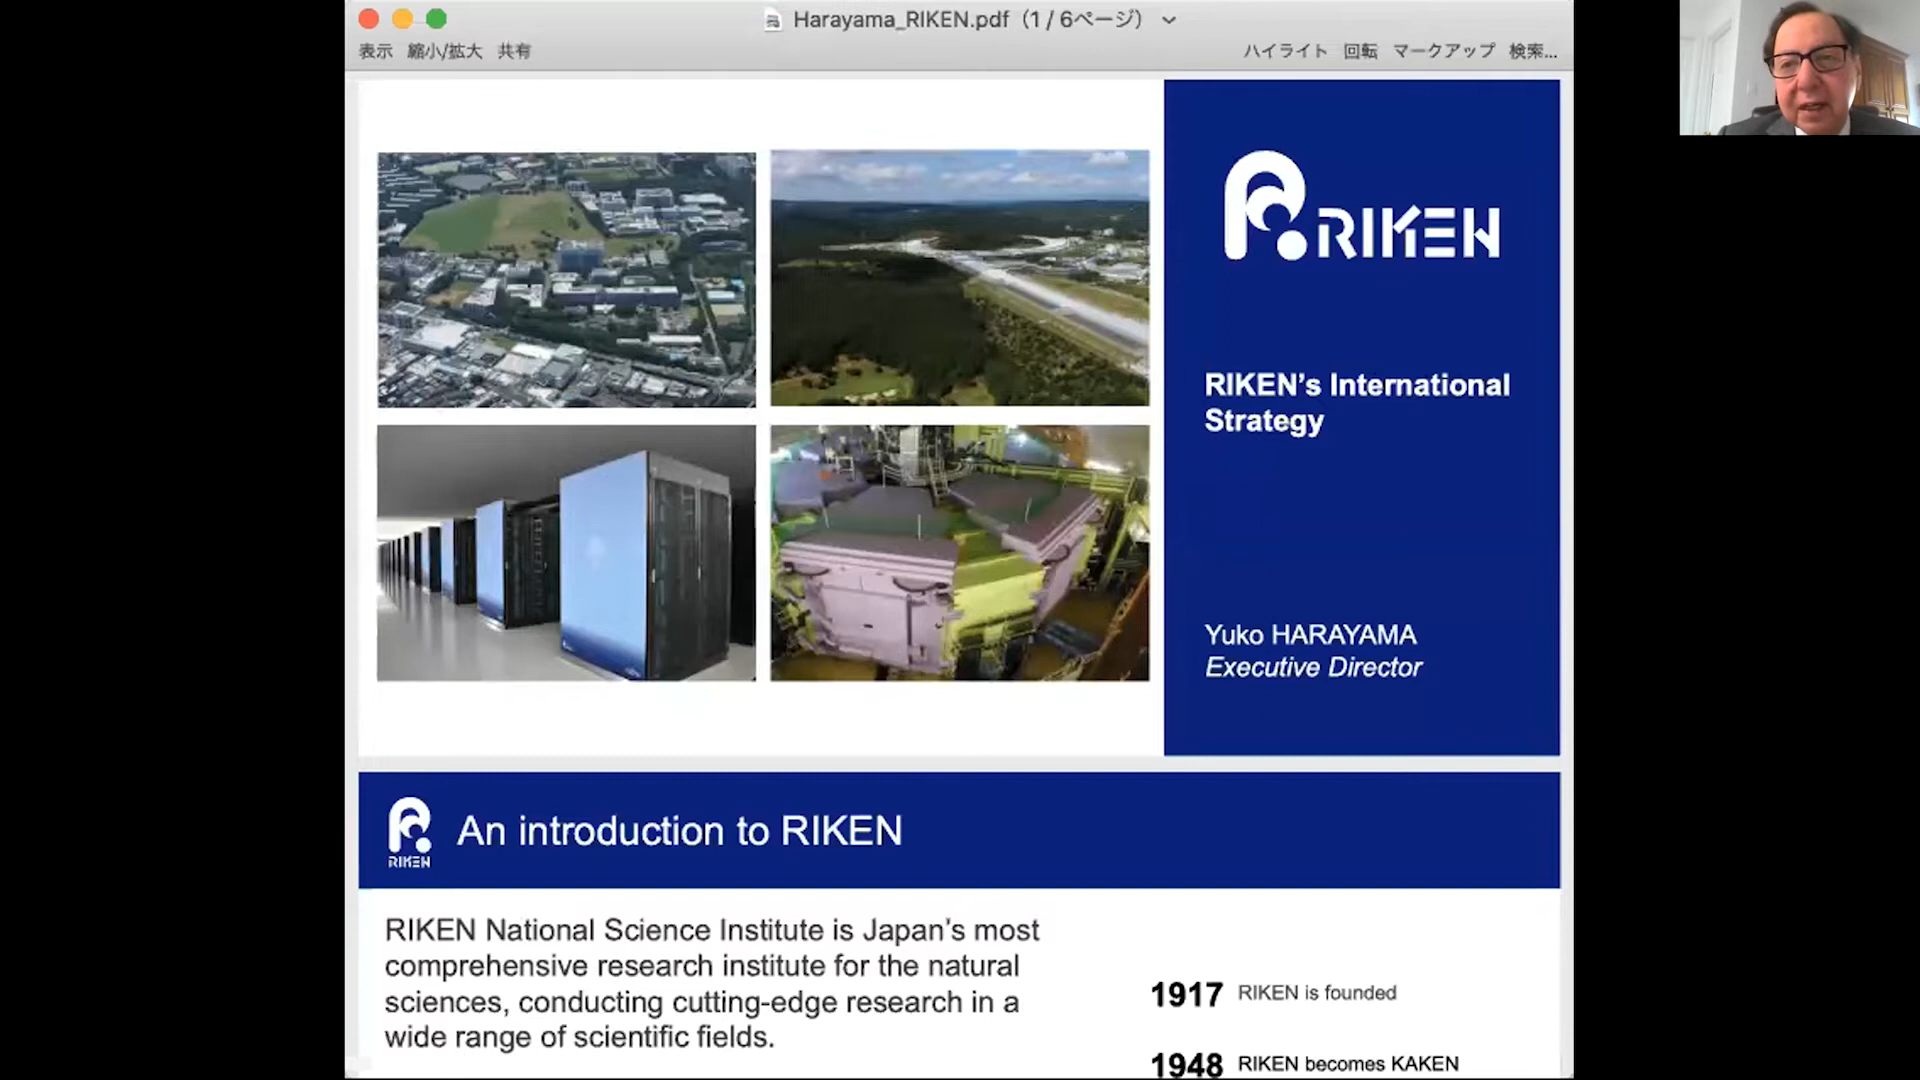 Harayama_RIKEN.pdf（1 / 6ページ）
表示 縮小/拡大 共有
ハイライト 回転 マークアップ 検索...
RIKEN
RIKEN’s International
Strategy
Yuko HARAYAMA
Executive Director
RIKEN
An introduction to RIKEN
RIKEN National Science Institute is Japan’s most
comprehensive research institute for the natural
sciences, conducting cutting-edge research in a
wide range of scientific fields.
1917 RIKEN is founded
1948 RIKEN becomes KAKEN